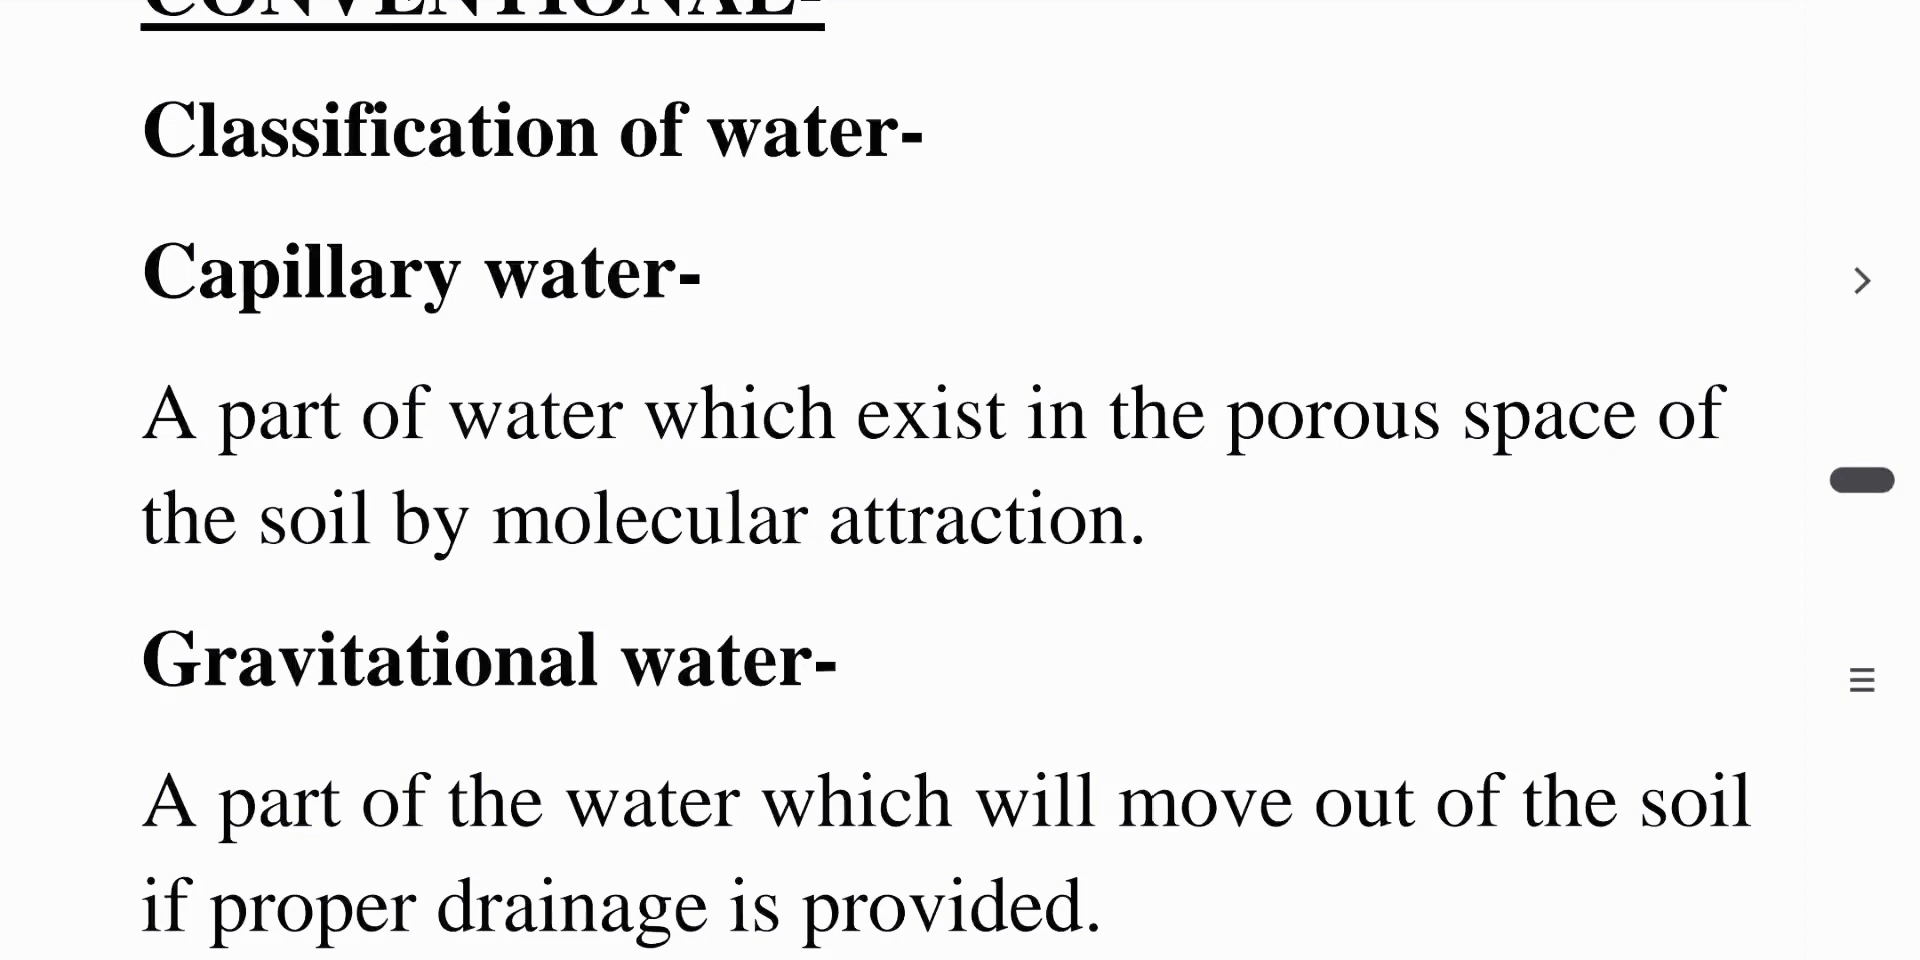 CONVENTIONAL-
Classification of water-
Capillary water-
A part of water which exist in the porous space of
the soil by molecular attraction.
Gravitational water-
A part of the water which will move out of the soil
if proper drainage is provided.